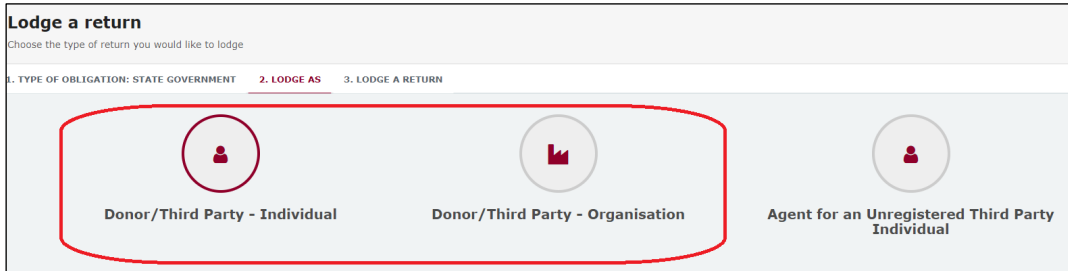 Lodge a return
Choose the type of return you would like to lodge
1. TYPE OF OBLIGATION: STATE GOVERNMENT 2. LODGE AS 3. LODGE A RETURN
Donor/Third Party - Individual Donor/Third Party - Organisation Agent for an Unregistered Third Party
Individual